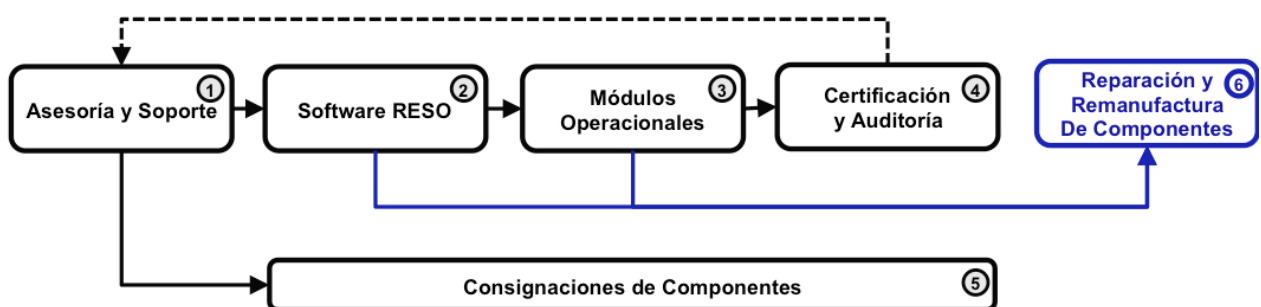 1
Asesoría y Soporte
2
Software RESO
3
Módulos
Operacionales
4
Certificación
y Auditoría
6
Reparación y
Remanufactura
De Componentes
5
Consignaciones de Componentes